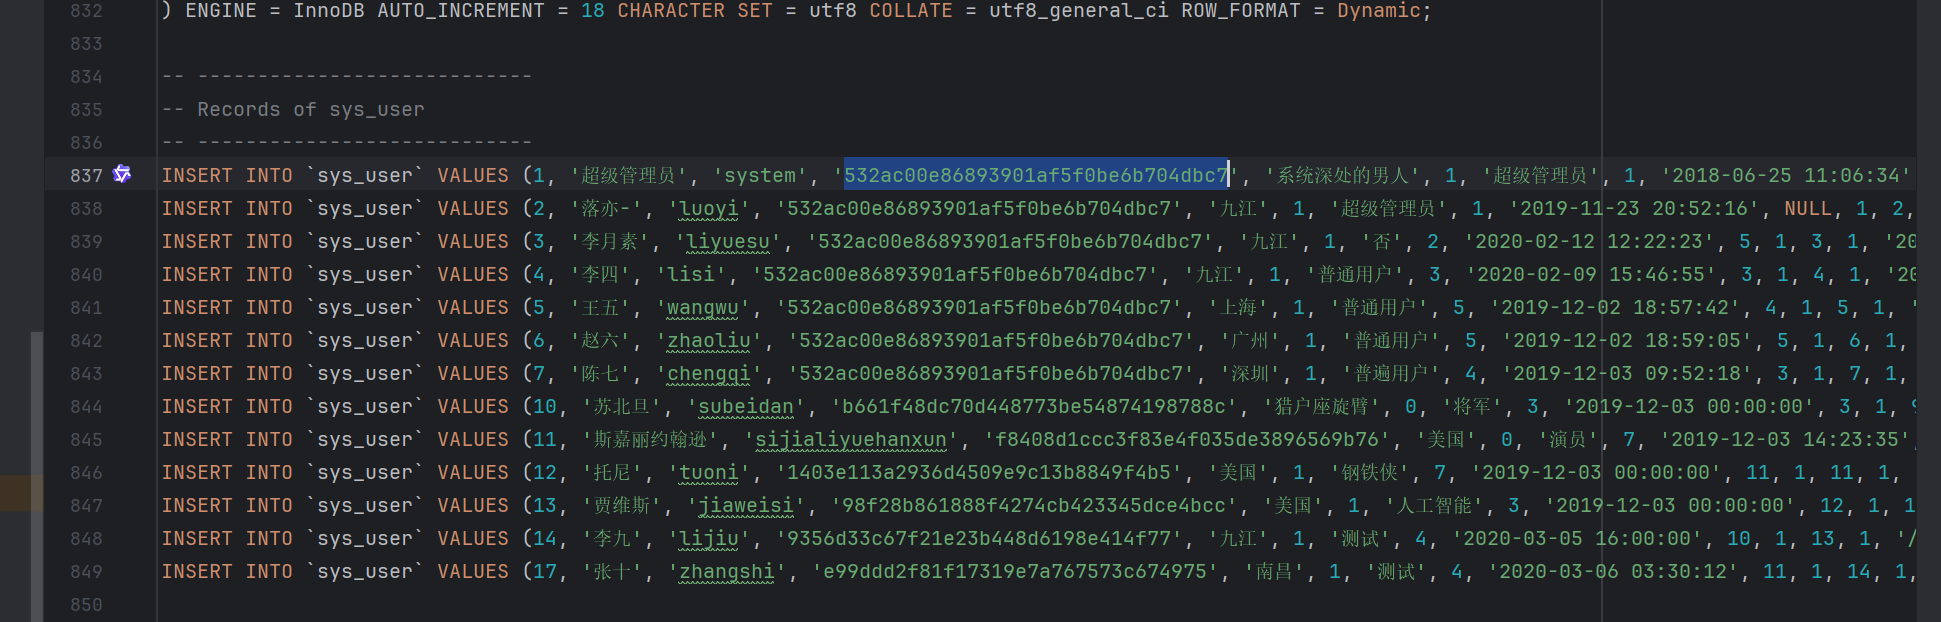 832 ) ENGINE = InnoDB AUTO_INCREMENT = 18 CHARACTER SET = utf8 COLLATE = utf8_general_ci ROW_FORMAT = Dynamic;
833
834 -- ----------------------------
835 -- Records of sys_user
836 -- ----------------------------
837 INSERT INTO `sys_user` VALUES (1, '超级管理员', 'system', '532ac00e86893901af5f0be6b704dbc7', '系统深处的男人', 1, '超级管理员', 1, '2018-06-25 11:06:34'
838 INSERT INTO `sys_user` VALUES (2, '落亦-', 'luoyi', '532ac00e86893901af5f0be6b704dbc7', '九江', 1, '超级管理员', 1, '2019-11-23 20:52:16', NULL, 1, 2,
839 INSERT INTO `sys_user` VALUES (3, '李月素', 'liyuesu', '532ac00e86893901af5f0be6b704dbc7', '九江', 1, '否', 2, '2020-02-12 12:22:23', 5, 1, 3, 1, '20
840 INSERT INTO `sys_user` VALUES (4, '李四', 'lisi', '532ac00e86893901af5f0be6b704dbc7', '九江', 1, '普通用户', 3, '2020-02-09 15:46:55', 3, 1, 4, 1, '20
841 INSERT INTO `sys_user` VALUES (5, '王五', 'wangwu', '532ac00e86893901af5f0be6b704dbc7', '上海', 1, '普通用户', 5, '2019-12-02 18:57:42', 4, 1, 5, 1, '
842 INSERT INTO `sys_user` VALUES (6, '赵六', 'zhaoliu', '532ac00e86893901af5f0be6b704dbc7', '广州', 1, '普通用户', 5, '2019-12-02 18:59:05', 5, 1, 6, 1,
843 INSERT INTO `sys_user` VALUES (7, '陈七', 'chengqi', '532ac00e86893901af5f0be6b704dbc7', '深圳', 1, '普遍用户', 4, '2019-12-03 09:52:18', 3, 1, 7, 1,
844 INSERT INTO `sys_user` VALUES (10, '苏北旦', 'subeidan', 'b661f48dc70d448773be54874198788c', '猎户座旋臂', 0, '将军', 3, '2019-12-03 00:00:00', 3, 1, 9
845 INSERT INTO `sys_user` VALUES (11, '斯嘉丽约翰逊', 'sijialiyuehanxun', 'f8408d1ccc3f83e4f035de3896569b76', '美国', 0, '演员', 7, '2019-12-03 14:23:35',
846 INSERT INTO `sys_user` VALUES (12, '托尼', 'tuoni', '1403e113a2936d4509e9c13b8849f4b5', '美国', 1, '钢铁侠', 7, '2019-12-03 00:00:00', 11, 1, 11, 1,
847 INSERT INTO `sys_user` VALUES (13, '贾维斯', 'jiaweisi', '98f28b861888f4274cb423345dce4bcc', '美国', 1, '人工智能', 3, '2019-12-03 00:00:00', 12, 1, 1
848 INSERT INTO `sys_user` VALUES (14, '李九', 'lijiu', '9356d33c67f21e23b448d6198e414f77', '九江', 1, '测试', 4, '2020-03-05 16:00:00', 10, 1, 13, 1, '/
849 INSERT INTO `sys_user` VALUES (17, '张十', 'zhangshi', 'e99ddd2f81f17319e7a767573c674975', '南昌', 1, '测试', 4, '2020-03-06 03:30:12', 11, 1, 14, 1,
850